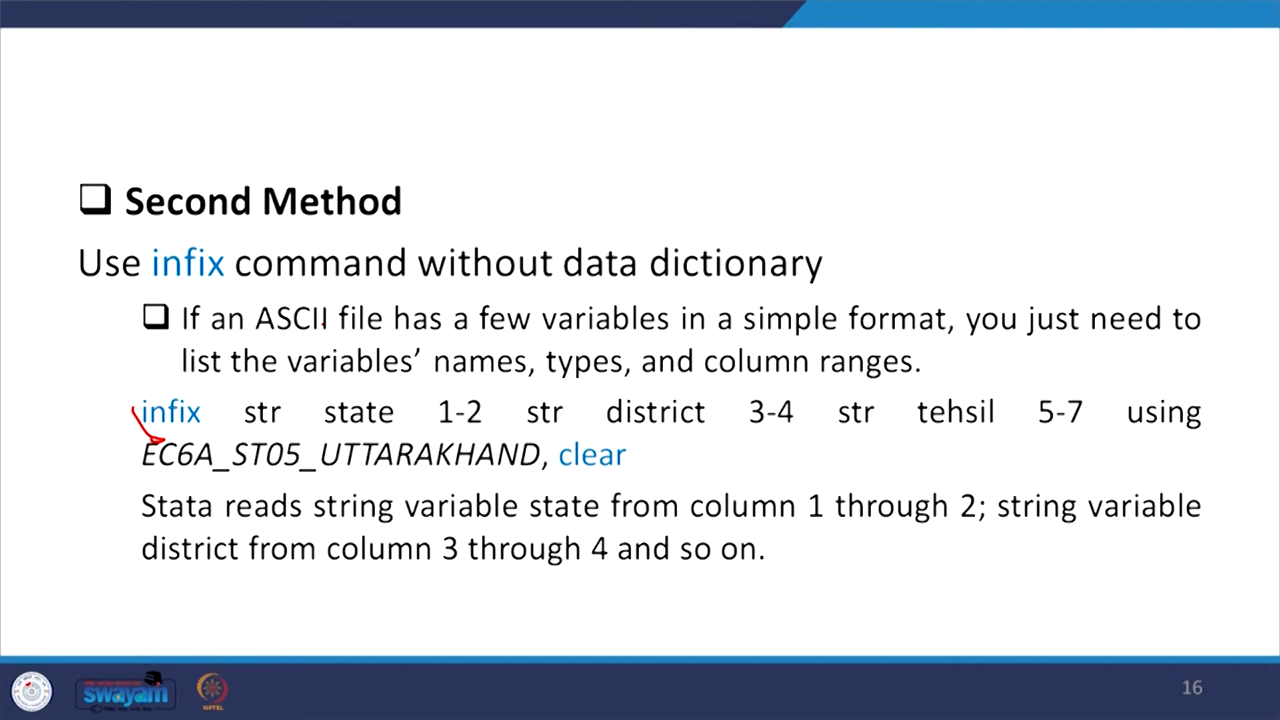 Second Method
Use infix command without data dictionary
If an ASCII file has a few variables in a simple format, you just need to
list the variables’ names, types, and column ranges.
infix str state 1-2 str district 3-4 str tehsil 5-7 using
EC6A_ST05_UTTARAKHAND, clear
Stata reads string variable state from column 1 through 2; string variable
district from column 3 through 4 and so on.
swayam
NPTEL
16